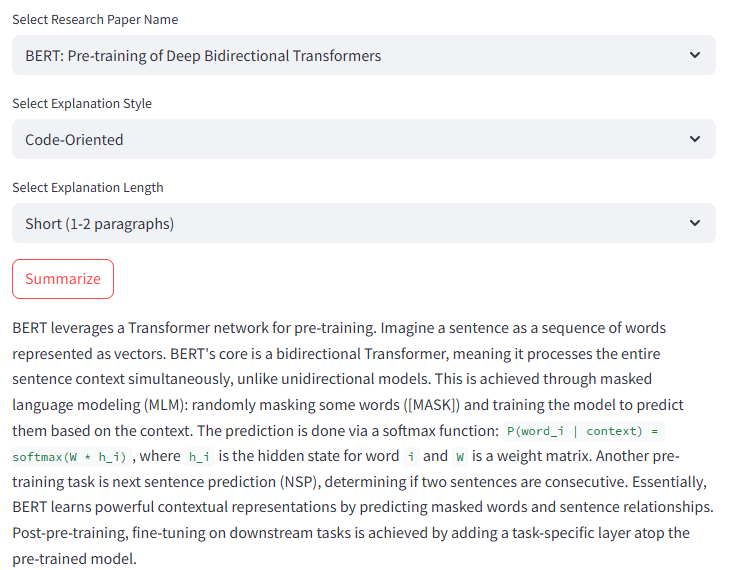 Select Research Paper Name
BERT: Pre-training of Deep Bidirectional Transformers
Select Explanation Style
Code-Oriented
Select Explanation Length
Short (1-2 paragraphs)
Summarize
BERT leverages a Transformer network for pre-training. Imagine a sentence as a sequence of words
represented as vectors. BERT's core is a bidirectional Transformer, meaning it processes the entire
sentence context simultaneously, unlike unidirectional models. This is achieved through masked
language modeling (MLM): randomly masking some words ([MASK]) and training the model to predict
them based on the context. The prediction is done via a softmax function: P(word_i | context) =
softmax(W * h_i) , where h_i is the hidden state for word i and W is a weight matrix. Another pre-
training task is next sentence prediction (NSP), determining if two sentences are consecutive. Essentially,
BERT learns powerful contextual representations by predicting masked words and sentence relationships.
Post-pre-training, fine-tuning on downstream tasks is achieved by adding a task-specific layer atop the
pre-trained model.